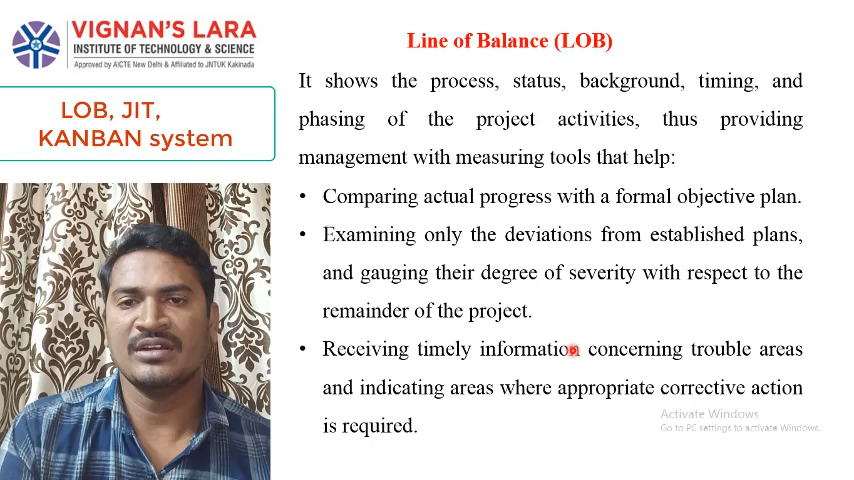 VIGNAN'S LARA
INSTITUTE OF TECHNOLOGY & SCIENCE
Approved by AICTE New Delhi & Affiliated to JNTUK Kakinada
LOB, JIT,
KANBAN system
Line of Balance (LOB)
It shows the process, status, background, timing, and
phasing of the project activities, thus providing
management with measuring tools that help:
• Comparing actual progress with a formal objective plan.
• Examining only the deviations from established plans,
and gauging their degree of severity with respect to the
remainder of the project.
• Receiving timely information concerning trouble areas
and indicating areas where appropriate corrective action
is required.
Activate Windows
Go to PC settings to activate Windows.